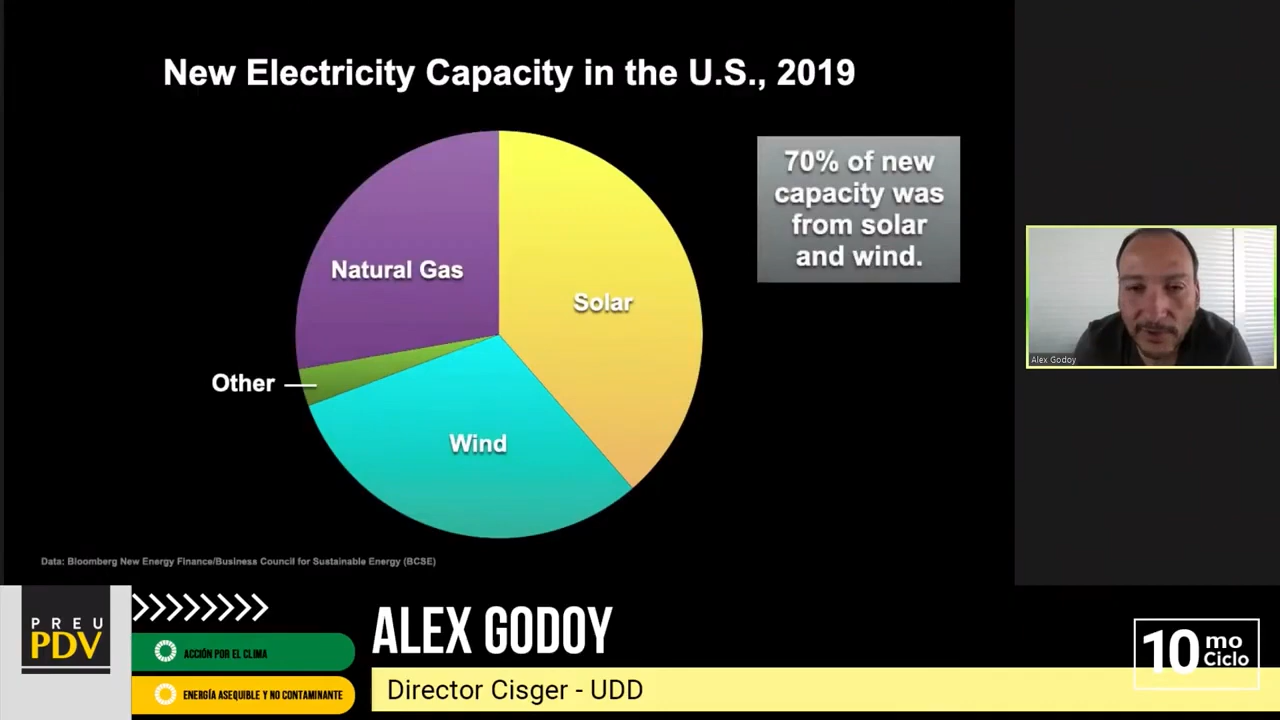 New Electricity Capacity in the U.S., 2019
70% of new
capacity was
from solar
and wind.
Natural Gas
Solar
Other
Wind
Data: Bloomberg New Energy Finance/Business Council for Sustainable Energy (BCSE)
Alex Godoy
PREU
PDV
ACCIÓN POR EL CLIMA
ENERGÍA ASEQUIBLE Y NO CONTAMINANTE
ALEX GODOY
Director Cisger - UDD
10 mo
Ciclo